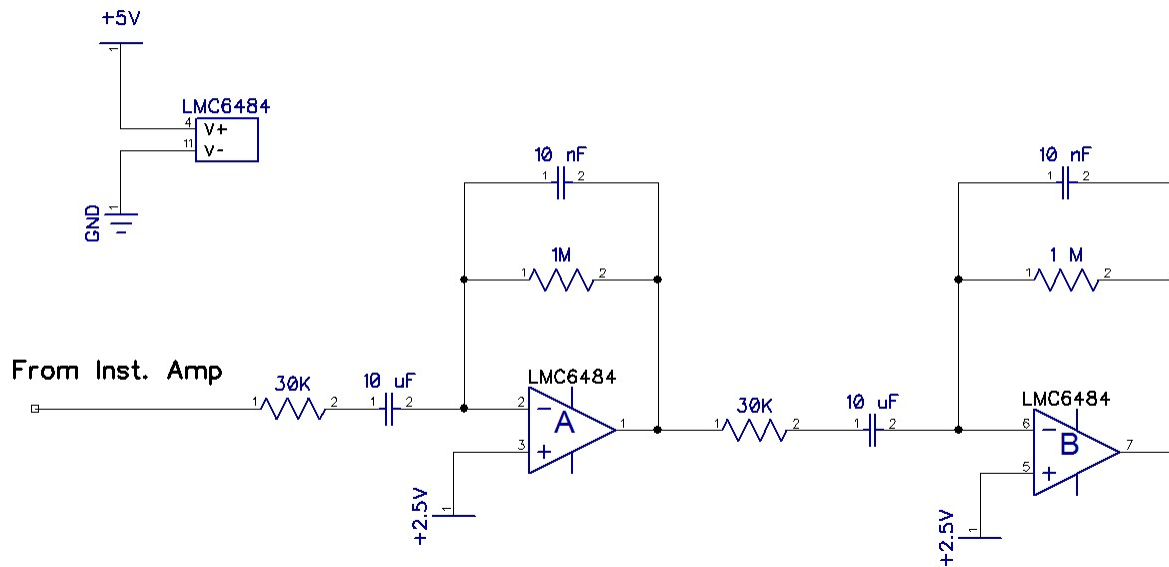 +5V
1
LMC6484
4 V+
11 V-
1
GND
10 nF
1 2
10 nF
1 2
1M
1 2
1 M
1 2
From Inst. Amp
30K
1 2
10 uF
1 2
LMC6484
2 - A 1
3 +
1
+2.5V
30K
1 2
10 uF
1 2
LMC6484
6 - B 7
5 +
1
+2.5V